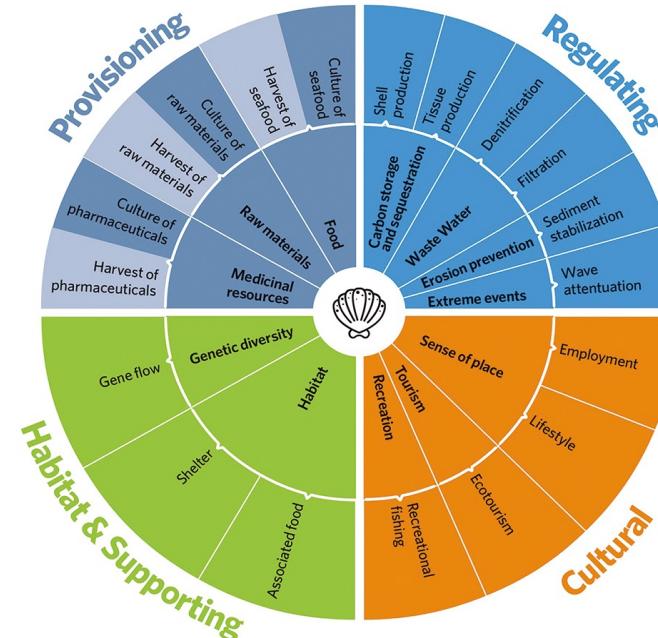 Provisioning
Culture of
seafood
Harvest of
seafood
Culture of
raw materials
Harvest of
raw materials
Culture of
pharmaceuticals
Harvest of
pharmaceuticals
Food
Raw materials
Medicinal
resources
Regulating
Shell
production
Tissue
production
Denitrification
Filtration
Sediment
stabilization
Wave
attentuation
Carbon storage
and sequestration
Waste Water
Erosion prevention
Extreme events
Habitat & Supporting
Genetic diversity
Habitat
Gene flow
Shelter
Associated food
Cultural
Sense of place
Tourism
Recreation
Employment
Lifestyle
Ecotourism
Recreational
fishing